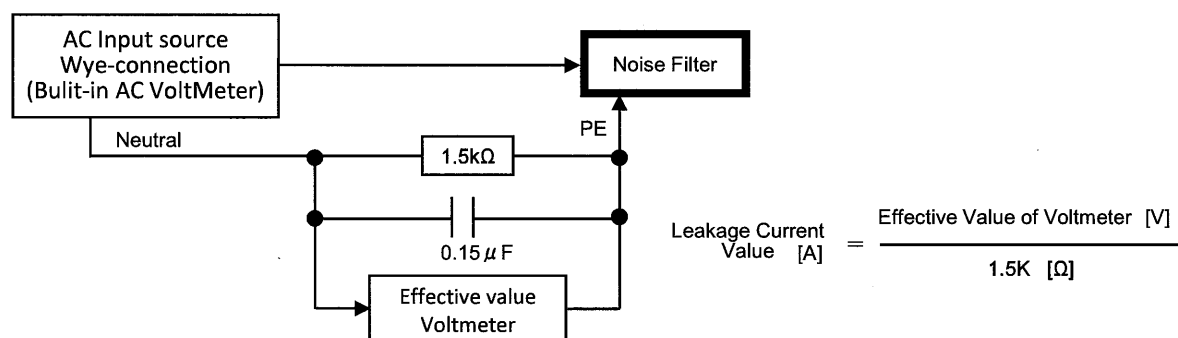 AC Input source
Wye-connection
(Bulit-in AC VoltMeter)
Noise Filter
PE
Neutral
1.5kΩ
0.15μF
Effective value
Voltmeter
Leakage Current
Value [A]
=
Effective Value of Voltmeter [V]
1.5K [Ω]